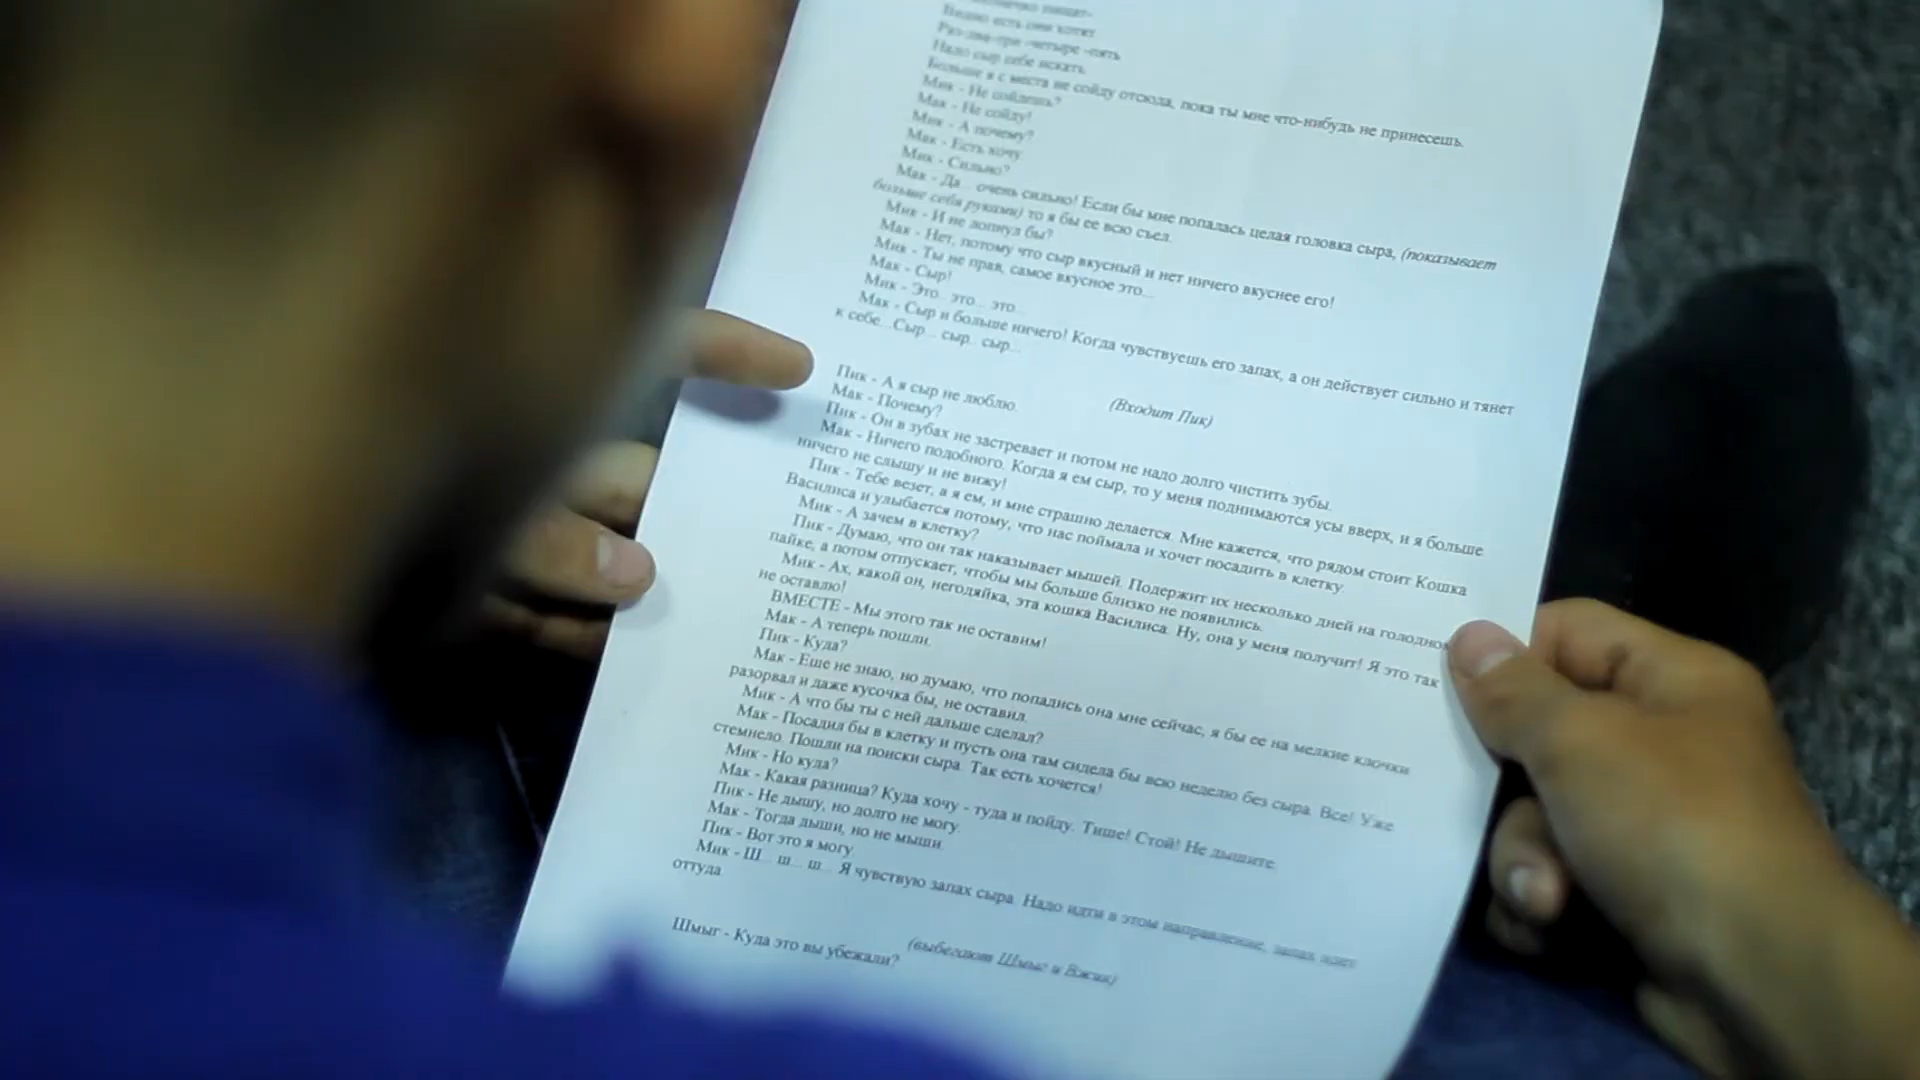 есть они хотят
Раз-два-три-четыре-пять
Надо сыр себе искать.
Больше я с места не сойду отсюда, пока ты мне что-нибудь не принесешь.
Мик - Не сойдешь?
Мак - Не сойду!
Мик - А почему?
Мак - Есть хочу
Мик - Сильно?
Мак - Да... очень сильно! Если бы мне попалась целая головка сыра, (показывает
больше себя руками) то я бы ее всю съел.
Мик - И не лопнул бы?
Мак - Нет, потому что сыр вкусный и нет ничего вкуснее его!
Мик - Ты не прав, самое вкусное это...
Мак - Сыр!
Мик - Это.. это... это...
Мак - Сыр и больше ничего! Когда чувствуешь его запах, а он действует сильно и тянет
к себе...Сыр... сыр.. сыр...
(Входит Пик)
Пик - А я сыр не люблю.
Мак - Почему?
Пик - Он в зубах не застревает и потом не надо долго чистить зубы.
Мак - Ничего подобного. Когда я ем сыр, то у меня поднимаются усы вверх, и я больше
ничего не слышу и не вижу!
Пик - Тебе везет, а я ем, и мне страшно делается. Мне кажется, что рядом стоит Кошка
Василиса и улыбается потому, что нас поймала и хочет посадить в клетку.
Мик - А зачем в клетку?
Пик - Думаю, что он так наказывает мышей. Подержит их несколько дней на голодной
пайке, а потом отпускает, чтобы мы больше близко не появились.
Мик - Ах, какой он, негодяйка, эта кошка Василиса. Ну, она у меня получит! Я это так
не оставлю!
ВМЕСТЕ - Мы этого так не оставим!
Мак - А теперь пошли.
Пик - Куда?
Мак - Еще не знаю, но думаю, что попадись она мне сейчас, я бы ее на мелкие клочки
разорвал и даже кусочка бы, не оставил.
Мик - А что бы ты с ней дальше сделал?
Мак - Посадил бы в клетку и пусть она там сидела бы всю неделю без сыра. Все! Уже
стемнело. Пошли на поиски сыра. Так есть хочется!
Мик - Но куда?
Мак - Какая разница? Куда хочу - туда и пойду. Тише! Стой! Не дышите.
Пик - Не дышу, но долго не могу.
Мак - Тогда дыши, но не мыши.
Пик - Вот это я могу.
Мик - Ш... ш... ш... Я чувствую запах сыра. Надо идти в этом направление, запах идет
оттуда.
(выбегают Шмыг и Вжик)
Шмыг - Куда это вы убежали?